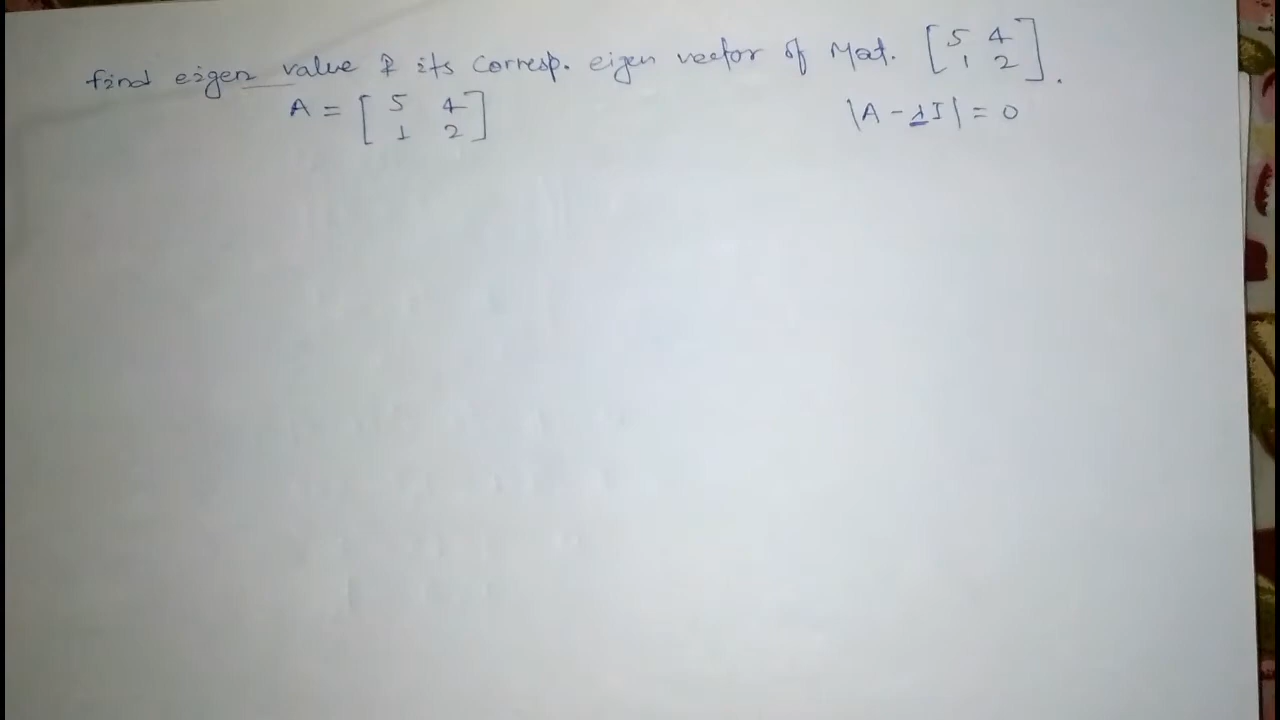 find eigen value & its corresp. eigen vector of Mat. [5 4
1 2].
A = [5 4
1 2]
|A - λI| = 0